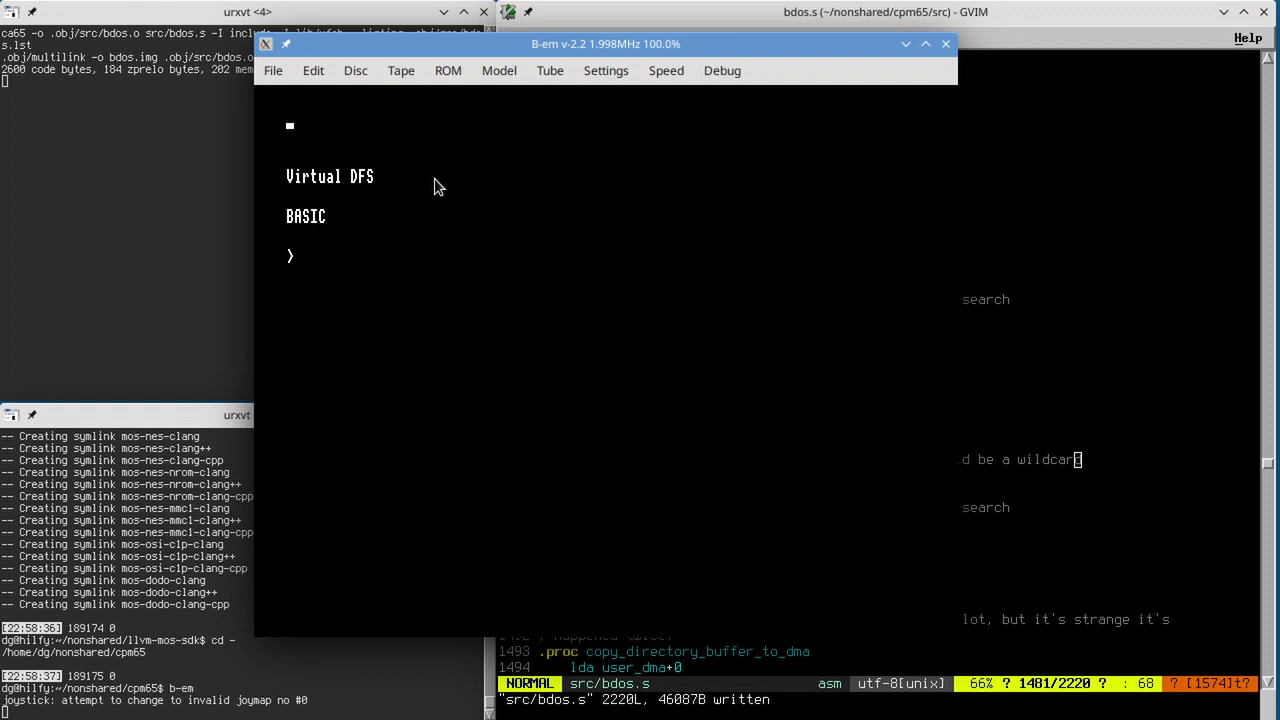 urxvt <4>
bdos.s (~/nonshared/cpm65/src) - GVIM
Help
s.lst
.obj/multilink -o bdos.img .obj/src/bdos.o
2600 code bytes, 184 zprelo bytes, 202 mem
B-em v-2.2 1.998MHz 100.0%
File Edit Disc Tape ROM Model Tube Settings Speed Debug
Virtual DFS
BASIC
>
search
d be a wildcard
search
lot, but it's strange it's
1493 .proc copy_directory_buffer_to_dma
1494 lda user_dma+0
NORMAL src/bdos.s asm utf-8[unix] 66% ? 1481/2220 ? : 68 ? [1574]t?
"src/bdos.s" 2220L, 46087B written
urxvt
-- Creating symlink mos-nes-clang
-- Creating symlink mos-nes-clang++
-- Creating symlink mos-nes-clang-cpp
-- Creating symlink mos-nes-nrom-clang
-- Creating symlink mos-nes-nrom-clang++
-- Creating symlink mos-nes-nrom-clang-cpp
-- Creating symlink mos-nes-mmc1-clang
-- Creating symlink mos-nes-mmc1-clang++
-- Creating symlink mos-nes-mmc1-clang-cpp
-- Creating symlink mos-osi-c1p-clang
-- Creating symlink mos-osi-c1p-clang++
-- Creating symlink mos-osi-c1p-clang-cpp
-- Creating symlink mos-dodo-clang
-- Creating symlink mos-dodo-clang++
-- Creating symlink mos-dodo-clang-cpp
[22:58:36] 189174 0
dg@hilfy:~/nonshared/llvm-mos-sdk$ cd -
/home/dg/nonshared/cpm65
[22:58:37] 189175 0
dg@hilfy:~/nonshared/cpm65$ b-em
joystick: attempt to change to invalid joymap no #0